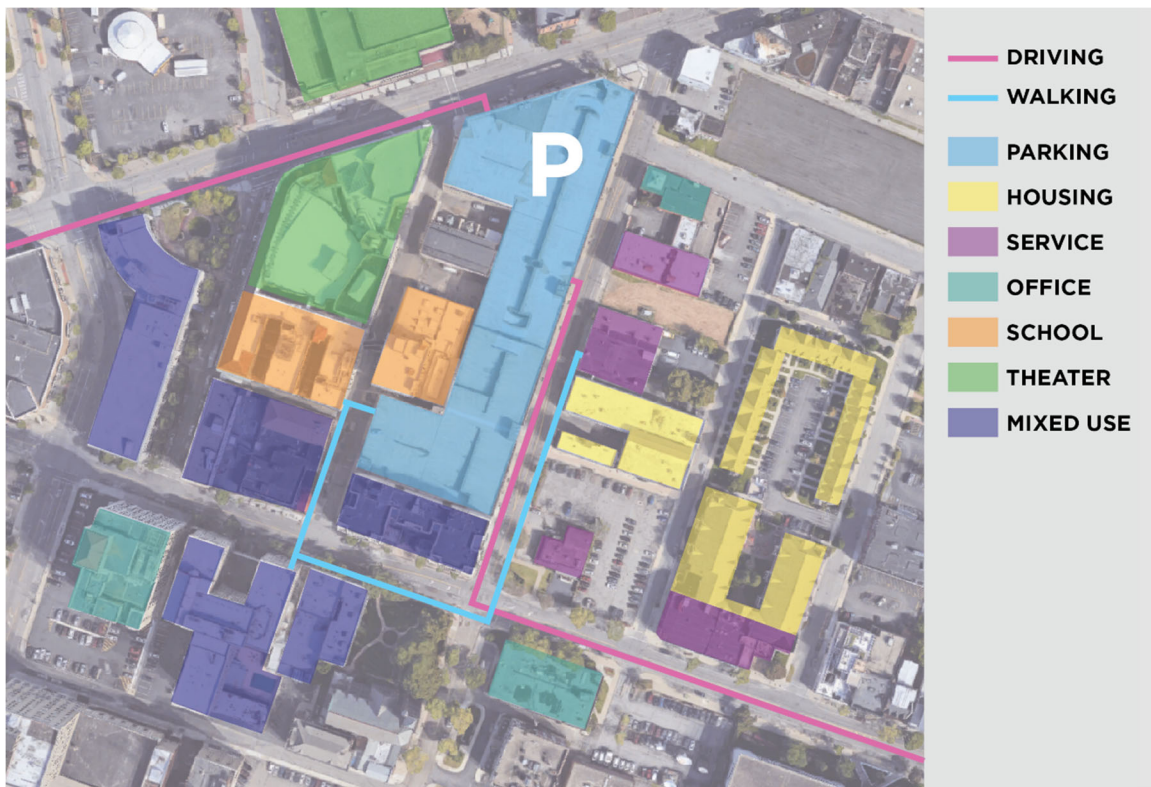 P
DRIVING
WALKING
PARKING
HOUSING
SERVICE
OFFICE
SCHOOL
THEATER
MIXED USE